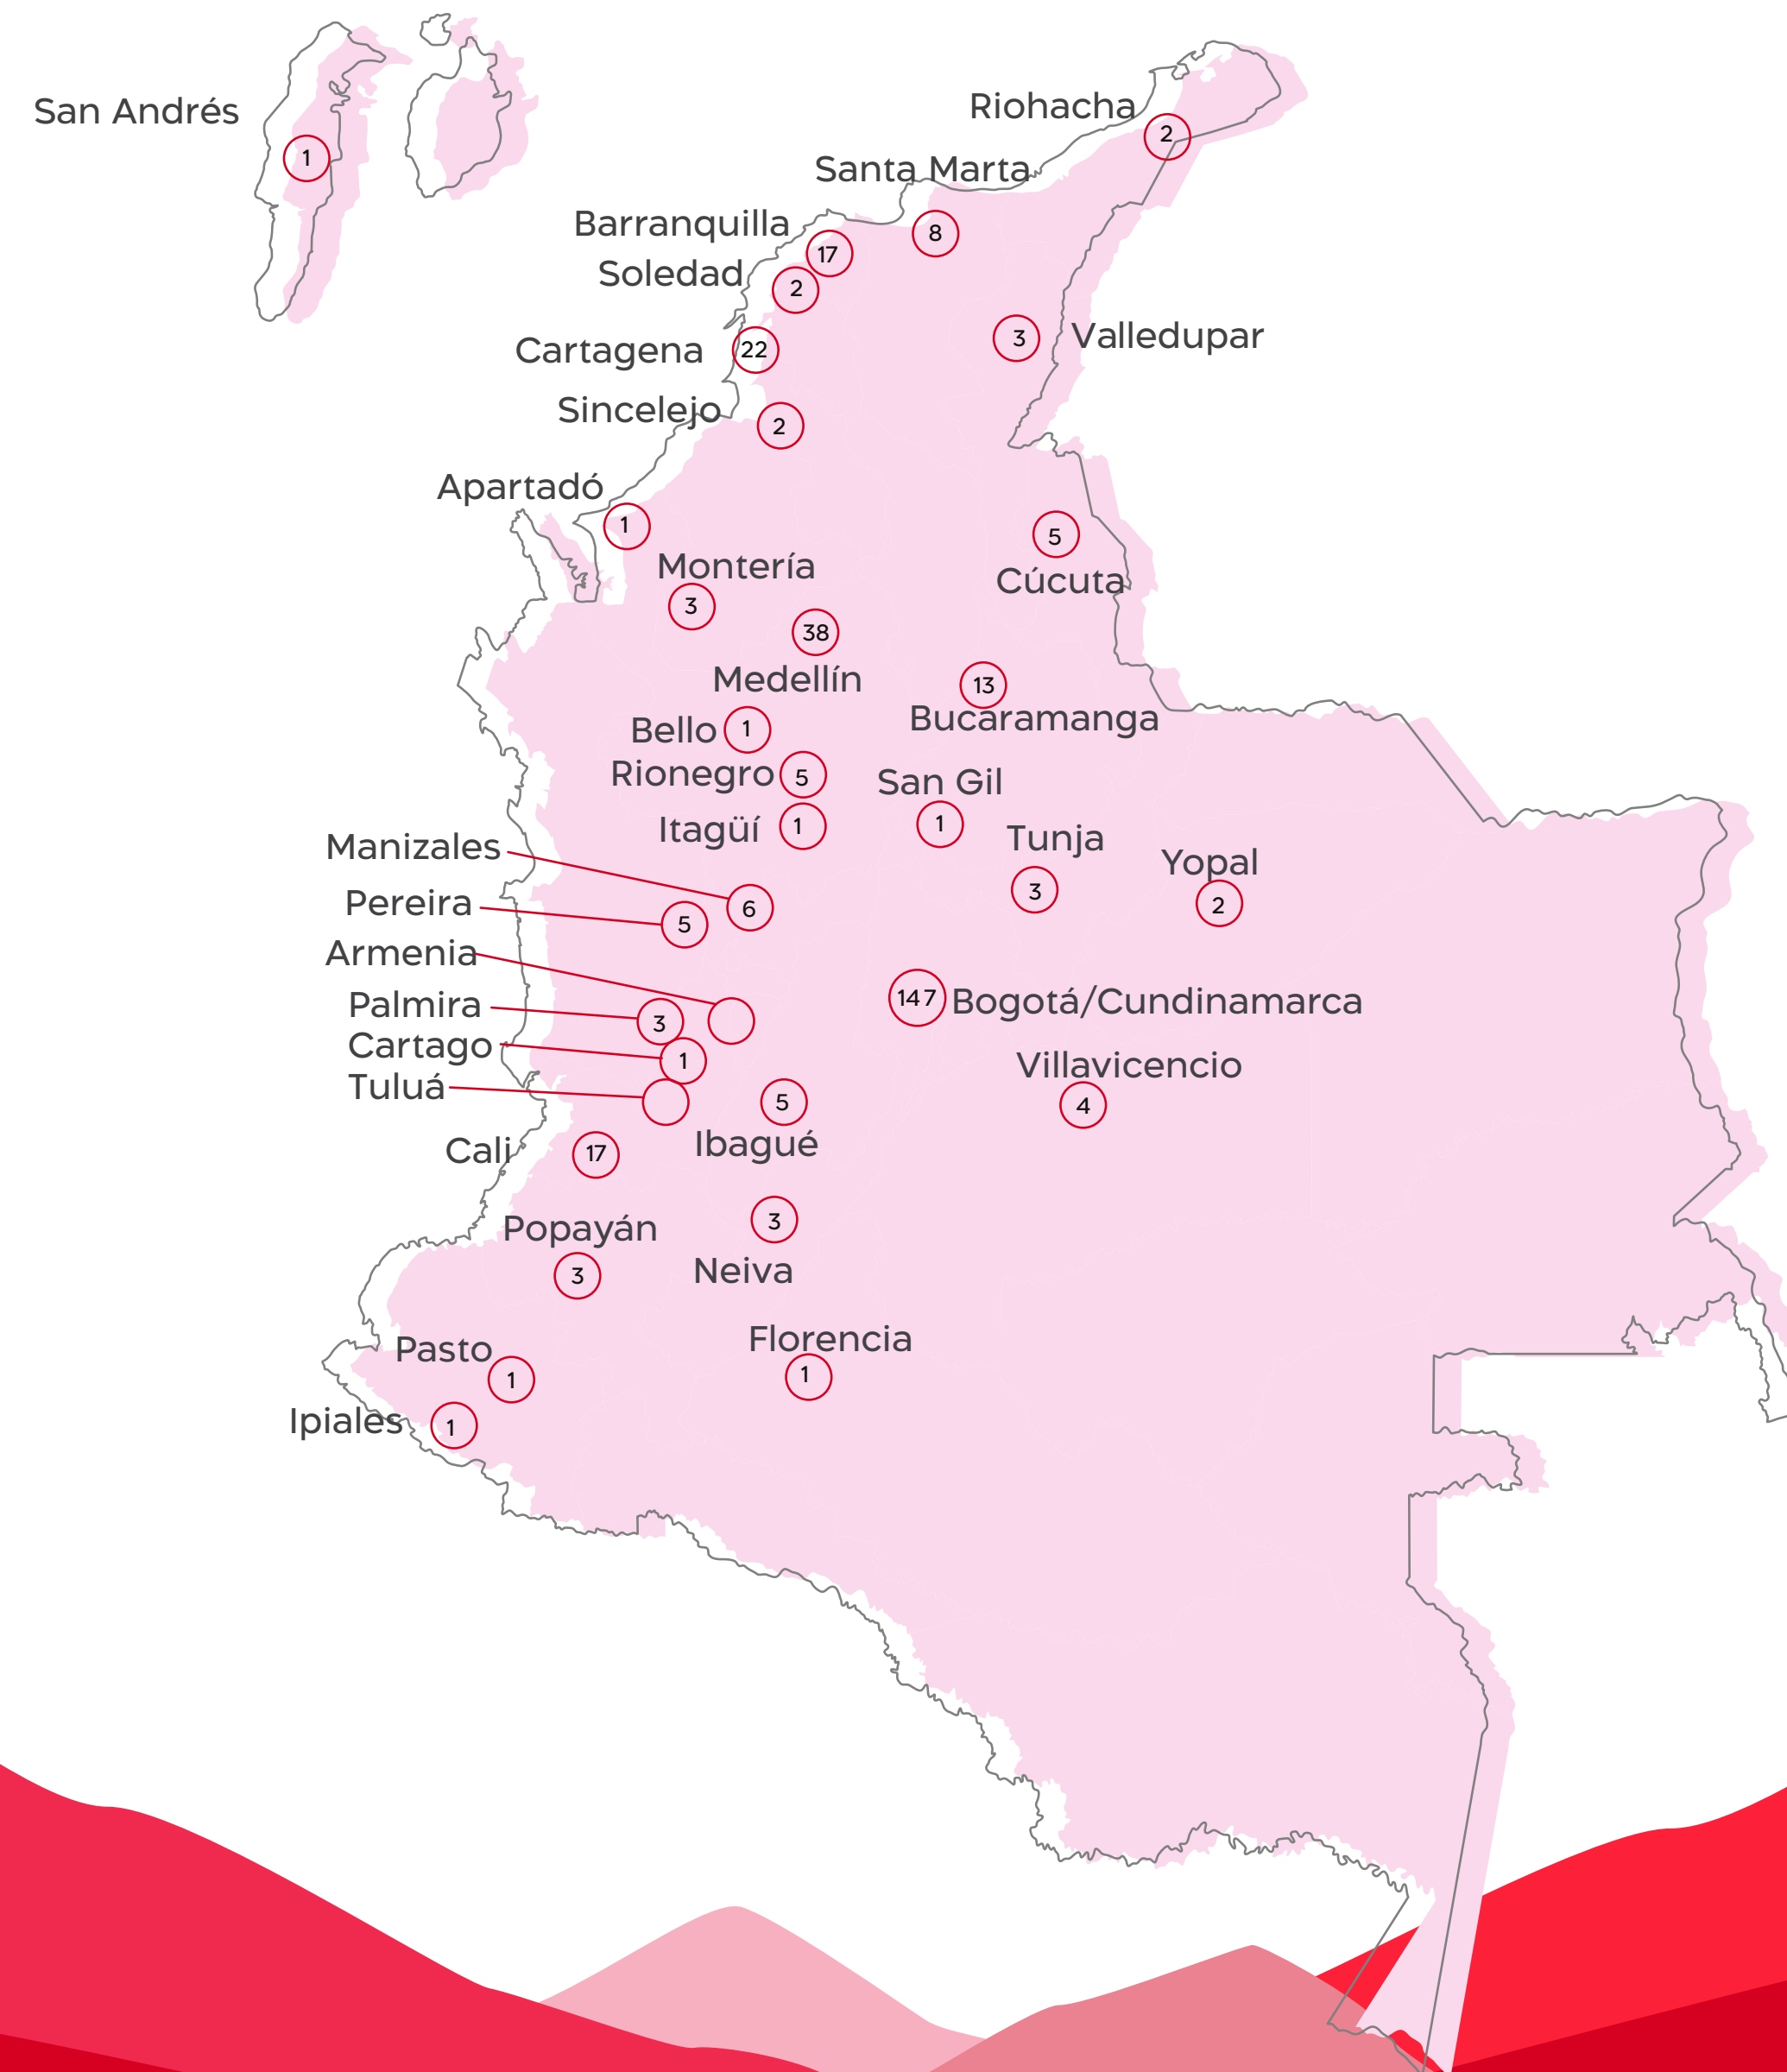 San Andrés
1
Riohacha
2
Santa Marta
8
Barranquilla
17
Soledad
2
Valledupar
3
Cartagena
22
Sincelejo
2
Apartadó
1
5
Cúcuta
Montería
3
38
Medellín
13
Bucaramanga
Bello
1
Rionegro
5
San Gil
1
Itagüí
1
Tunja
3
Manizales
6
Yopal
2
Pereira
5
Armenia
147
Bogotá/Cundinamarca
Palmira
3
Cartago
1
Villavicencio
4
Tuluá
5
Ibagué
Cali
17
3
Neiva
Popayán
3
Florencia
1
Pasto
1
Ipiales
1